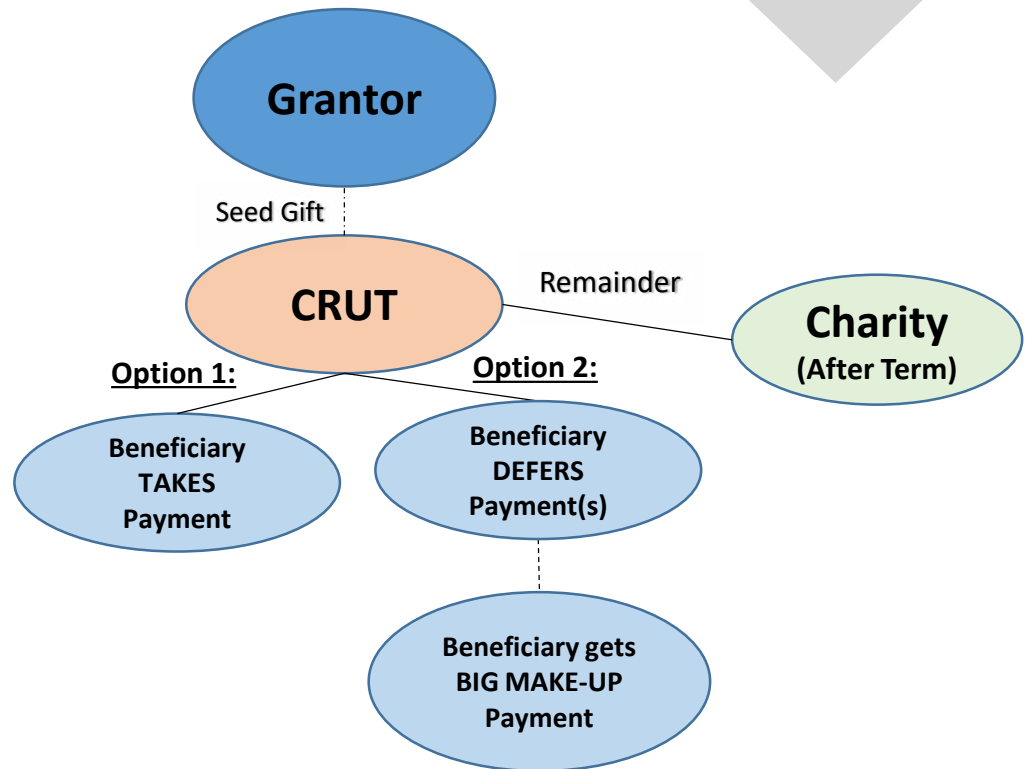 Grantor
Seed Gift
CRUT
Remainder
Charity
(After Term)
Option 1:
Option 2:
Beneficiary
TAKES
Payment
Beneficiary
DEFERS
Payment(s)
Beneficiary gets
BIG MAKE-UP
Payment